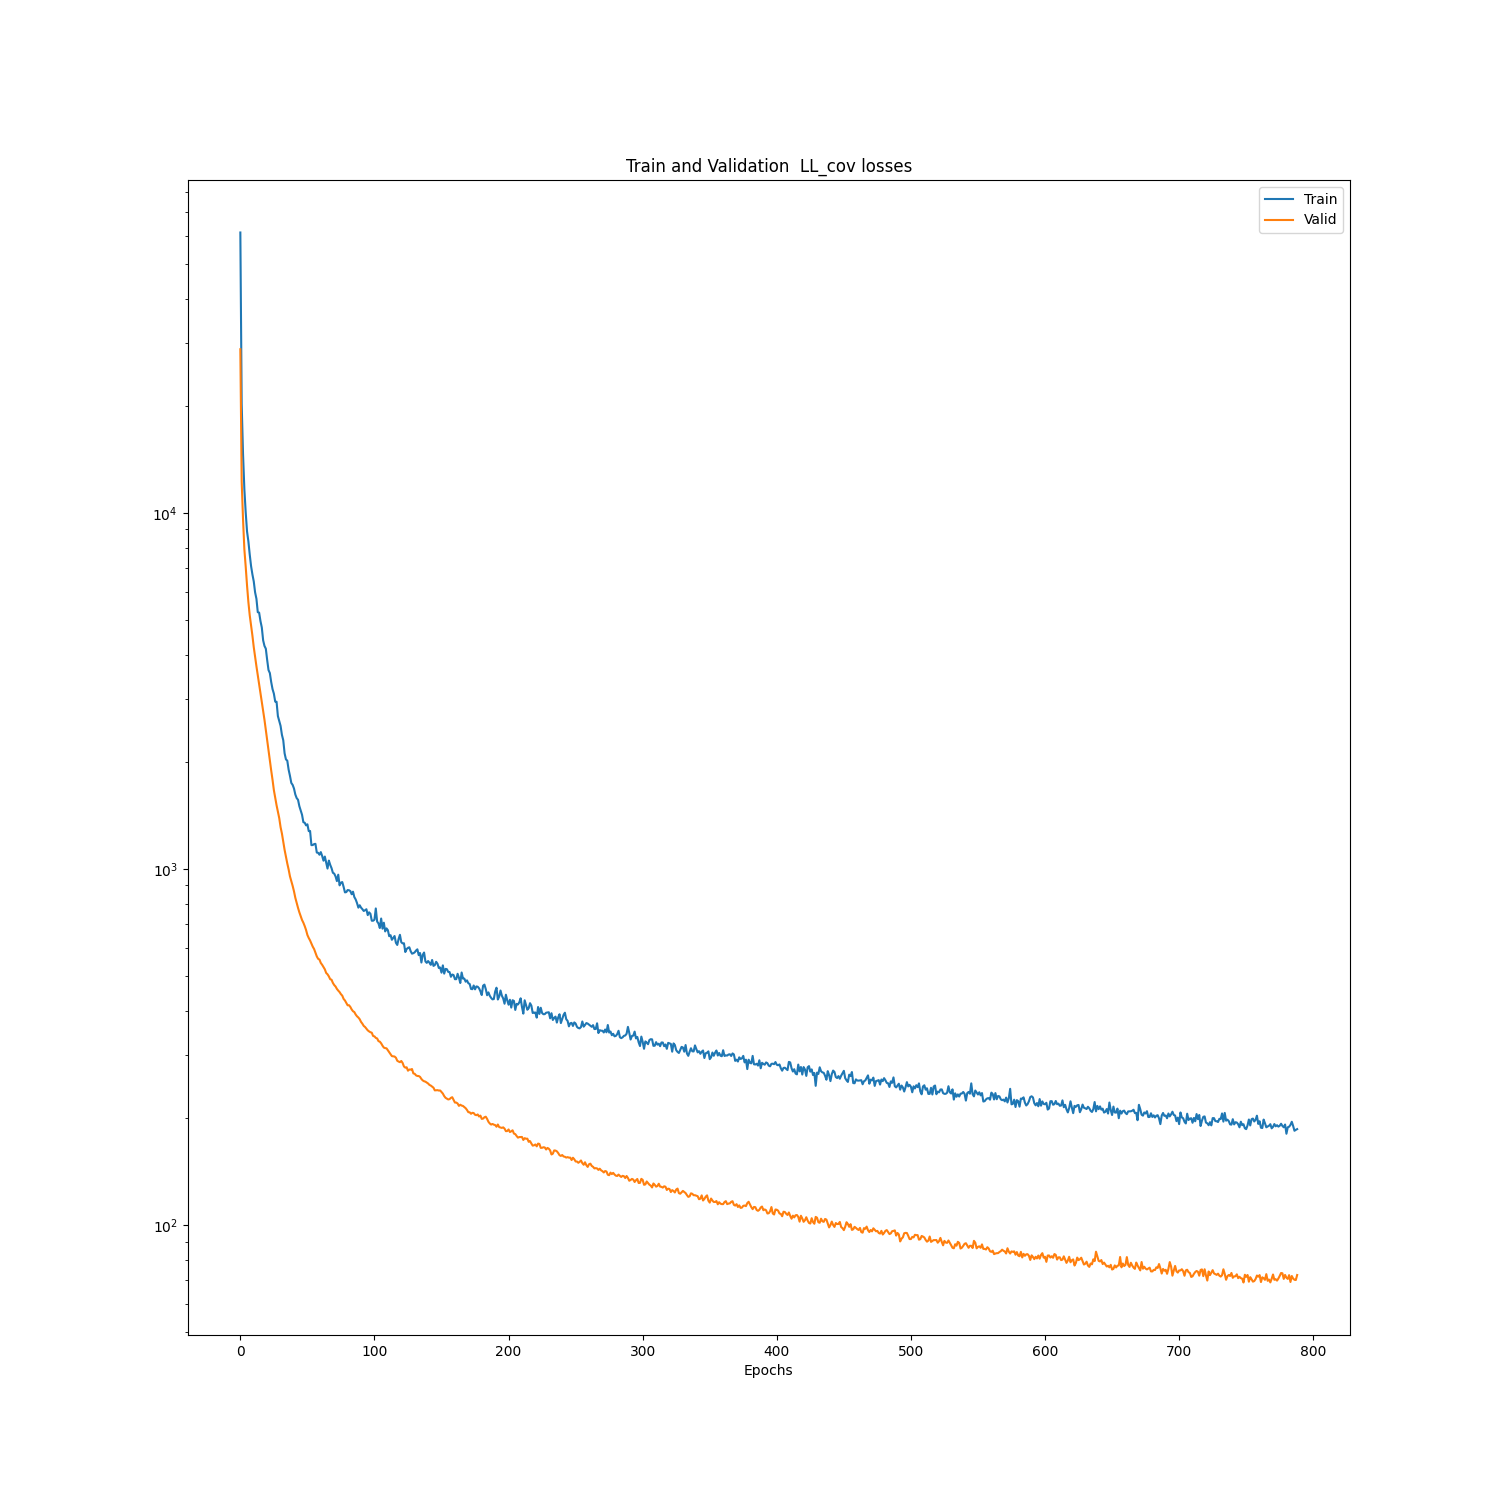 Train and Validation  LL_cov losses
Train
Valid
10⁴
10³
10²
0 100 200 300 400 500 600 700 800
Epochs